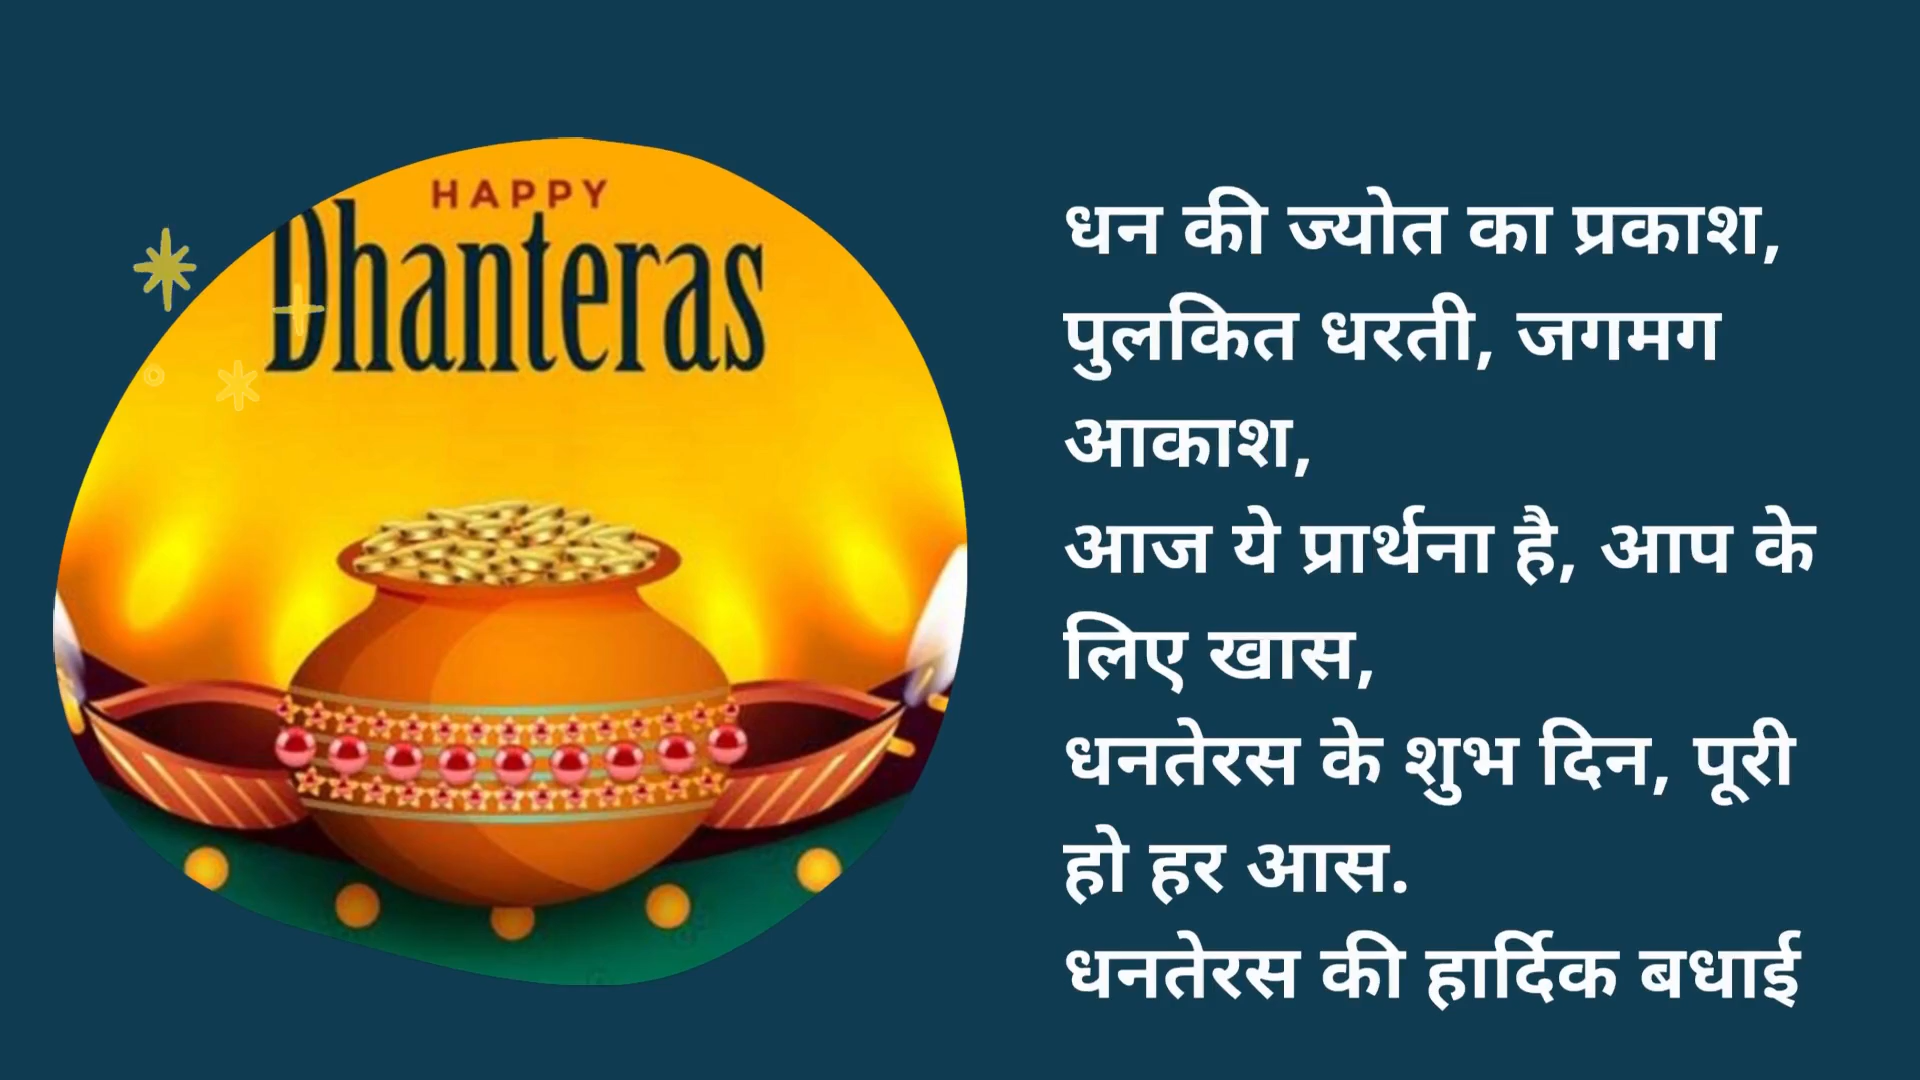 HAPPY
Dhanteras
धन की ज्योत का प्रकाश,
पुलकित धरती, जगमग
आकाश,
आज ये प्रार्थना है, आप के
लिए खास,
धनतेरस के शुभ दिन, पूरी
हो हर आस.
धनतेरस की हार्दिक बधाई